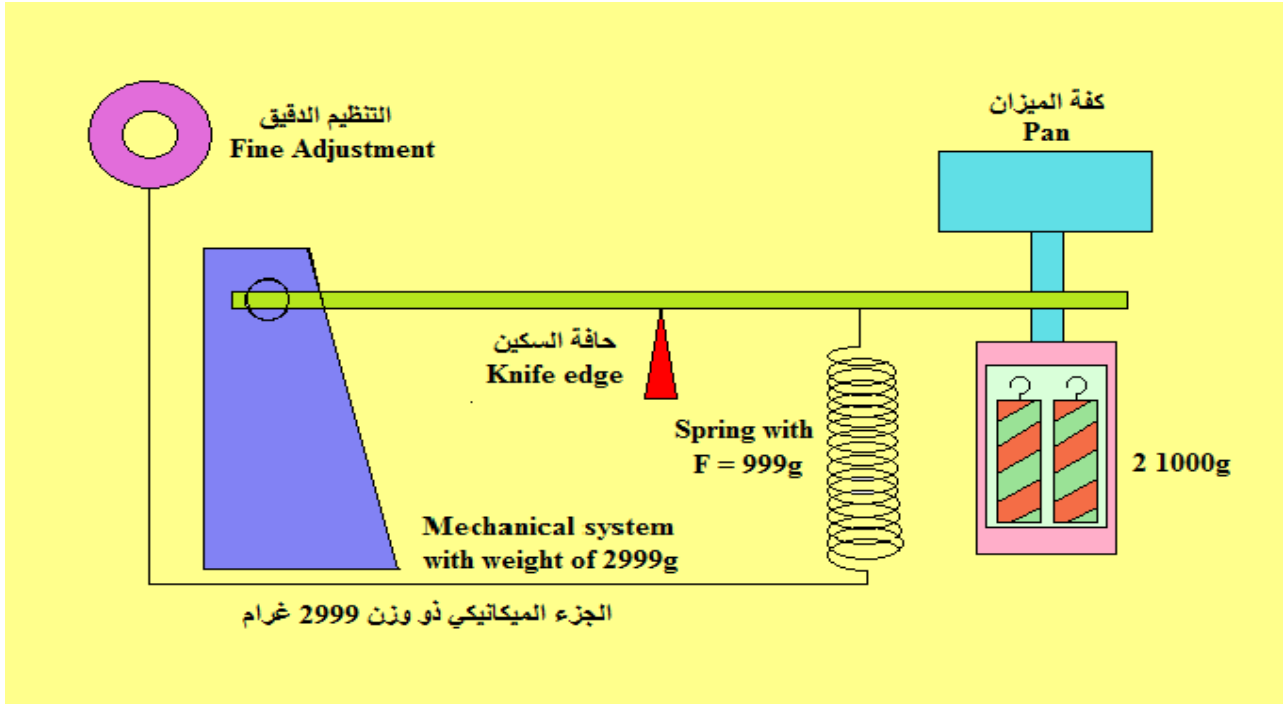 التنظيم الدقيق
Fine Adjustment
كفة الميزان
Pan
حافة السكين
Knife edge
Spring with
F = 999g
2 1000g
Mechanical system
with weight of 2999g
الجزء الميكانيكي ذو وزن 2999 غرام